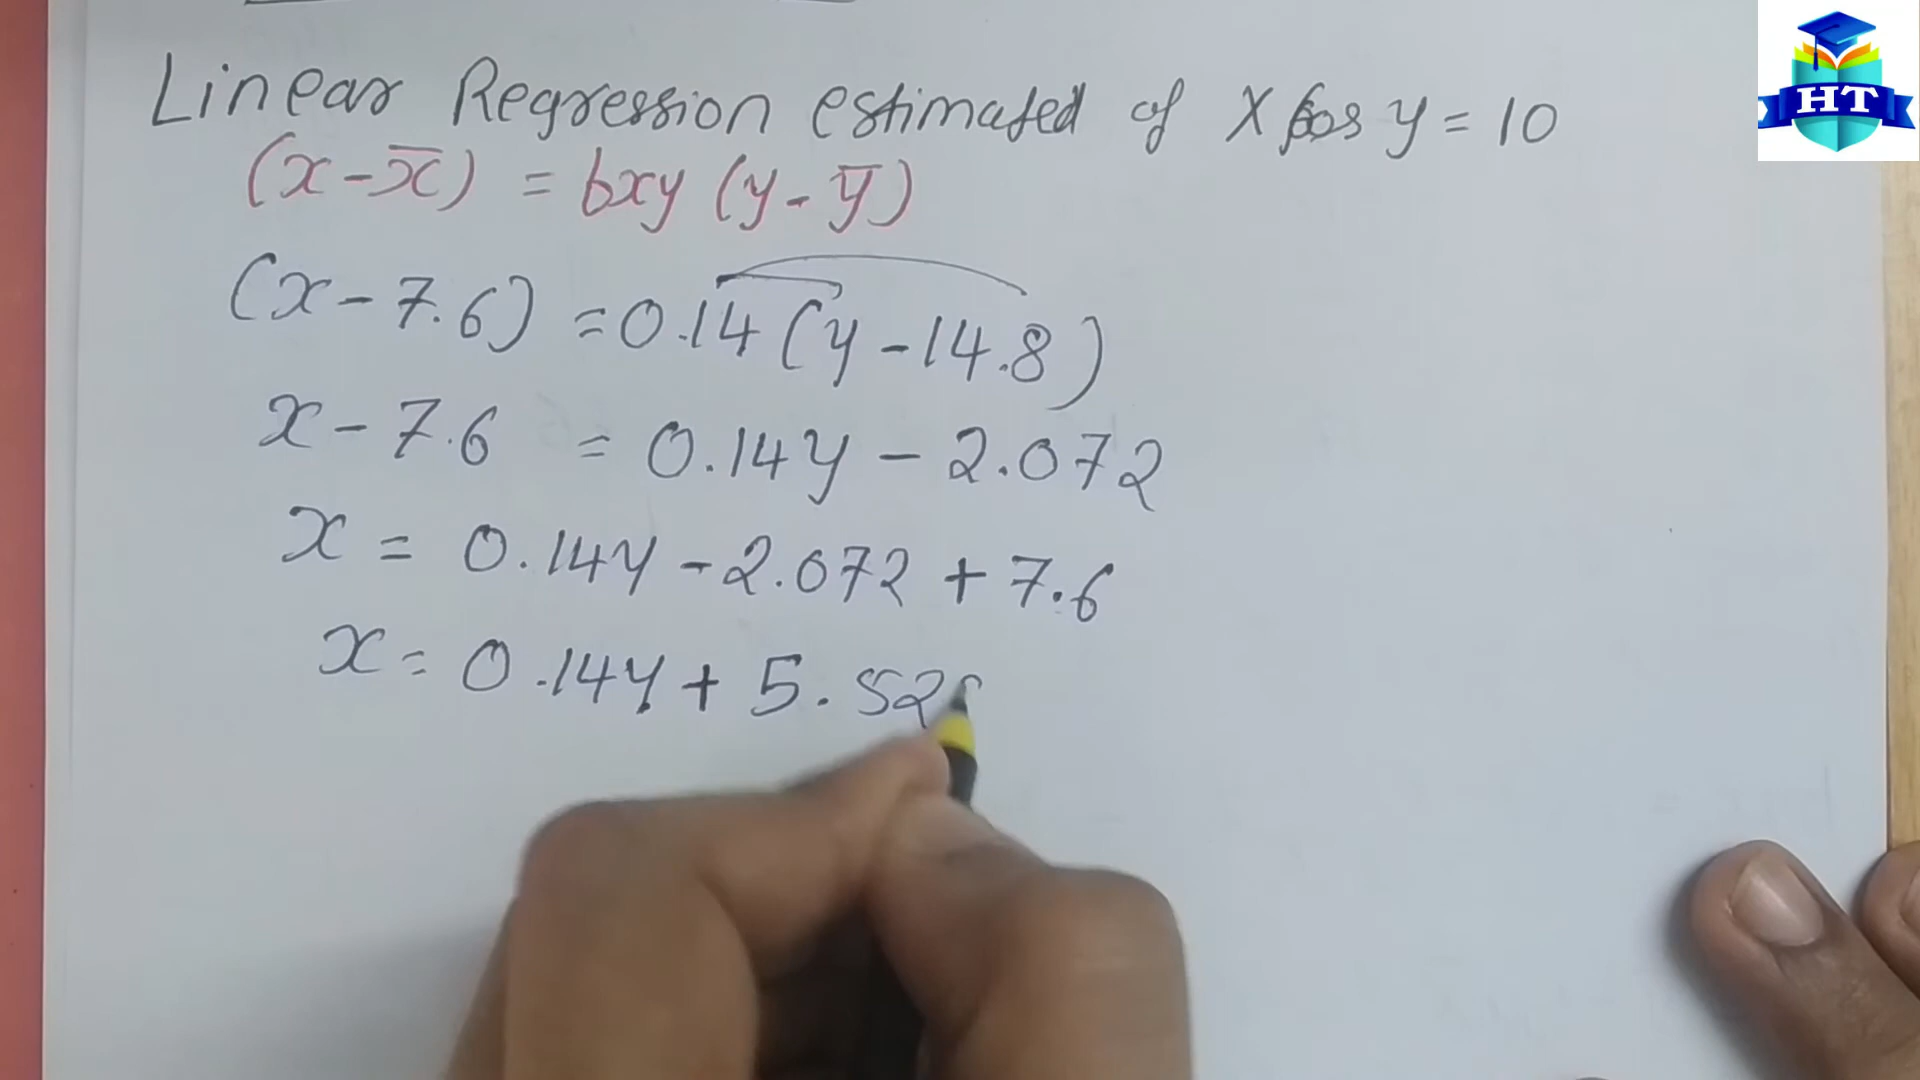 Linear Regression estimated of X for y = 10
(x - x̄) = bxy (y - ȳ)
(x - 7.6) = 0.14 (y - 14.8)
x - 7.6 = 0.14y - 2.072
x = 0.14y - 2.072 + 7.6
x = 0.14y + 5.52
HT